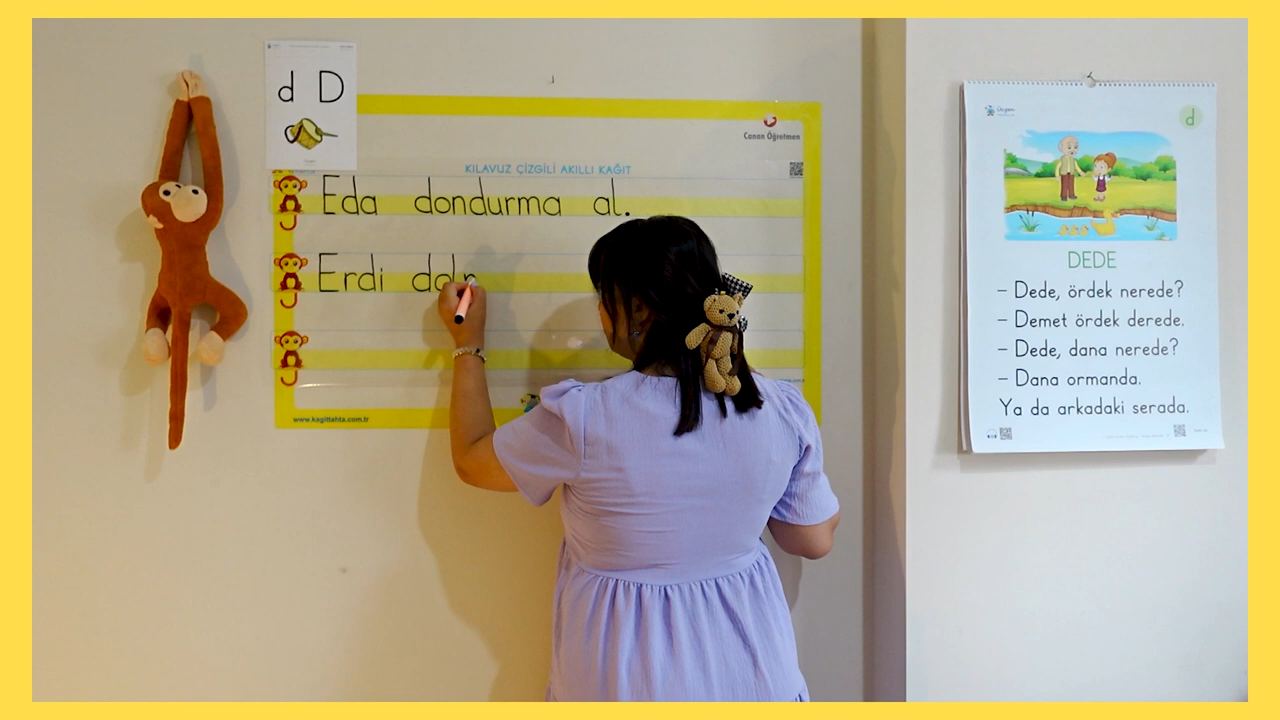 d D
Canan Öğretmen
KILAVUZ ÇİZGİLİ AKILLI KAĞIT
Eda dondurma al.
Erdi
www.kagittahta.com.tr
d
DEDE
– Dede, ördek nerede?
– Demet ördek derede.
– Dede, dana nerede?
– Dana ormanda.
Ya da arkadaki serada.